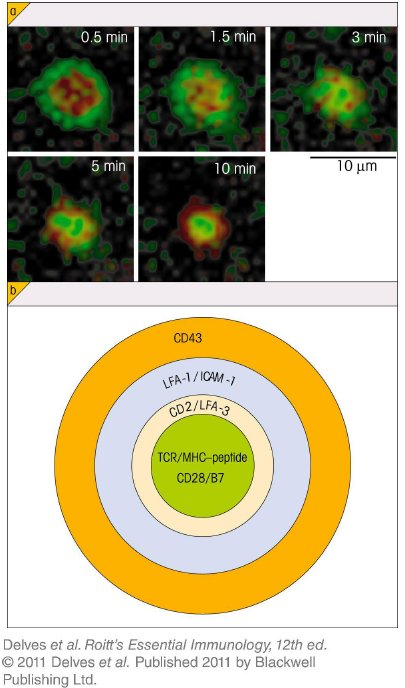 a
0.5 min
1.5 min
3 min
5 min
10 min
10 μm
b
CD43
LFA-1/ICAM-1
CD2/LFA-3
TCR/MHC–peptide
CD28/B7
Delves et al. Roitt's Essential Immunology, 12th ed.
© 2011 Delves et al. Published 2011 by Blackwell
Publishing Ltd.